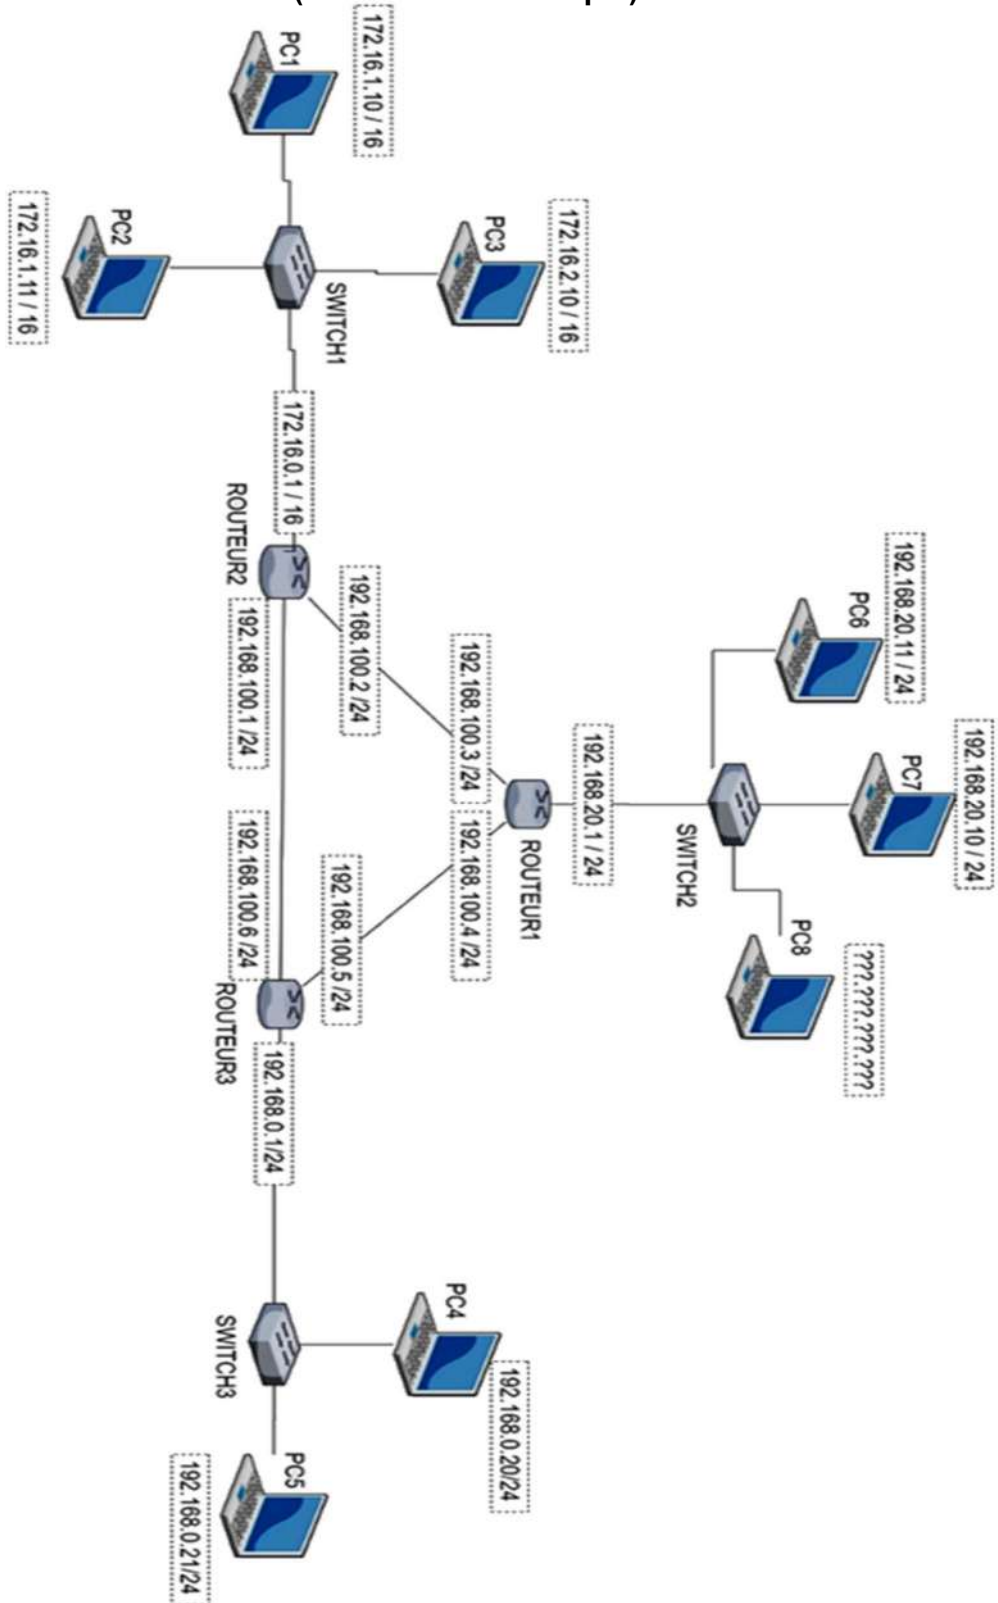 PC1
172.16.1.10 / 16
PC2
172.16.1.11 / 16
PC3
172.16.2.10 / 16
SWITCH1
172.16.0.1 / 16
ROUTEUR2
192.168.100.2 /24
192.168.100.1 /24
192.168.100.3 /24
192.168.100.4 /24
ROUTEUR1
192.168.20.1 / 24
SWITCH2
PC6
192.168.20.11 / 24
PC7
192.168.20.10 / 24
PC8
???.???.???.???
192.168.100.6 /24
192.168.100.5 /24
ROUTEUR3
192.168.0.1/24
SWITCH3
PC4
192.168.0.20/24
PC5
192.168.0.21/24